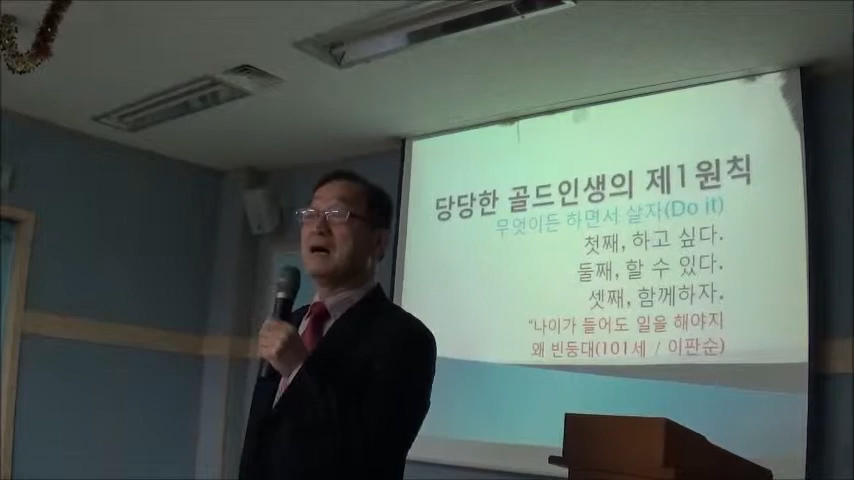 당당한 골드인생의 제1원칙
무엇이든 하면서 살자(Do it)
첫째, 하고 싶다.
둘째, 할 수 있다.
셋째, 함께하자.
"나이가 들어도 일을 해야지
왜 빈둥대(101세 / 이판순)